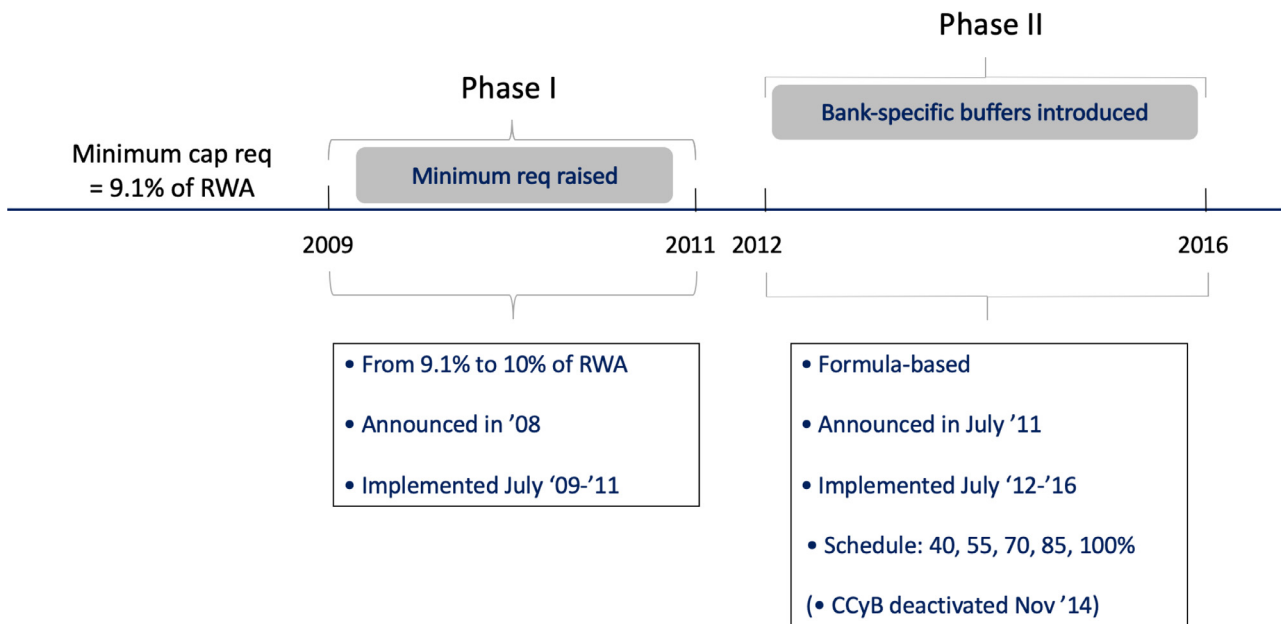 Phase II
Phase I
Bank-specific buffers introduced
Minimum cap req
= 9.1% of RWA
Minimum req raised
2009
2011
2012
2016
• From 9.1% to 10% of RWA
• Announced in ’08
• Implemented July ‘09-’11
• Formula-based
• Announced in July ’11
• Implemented July ‘12-’16
• Schedule: 40, 55, 70, 85, 100%
(• CCyB deactivated Nov ’14)